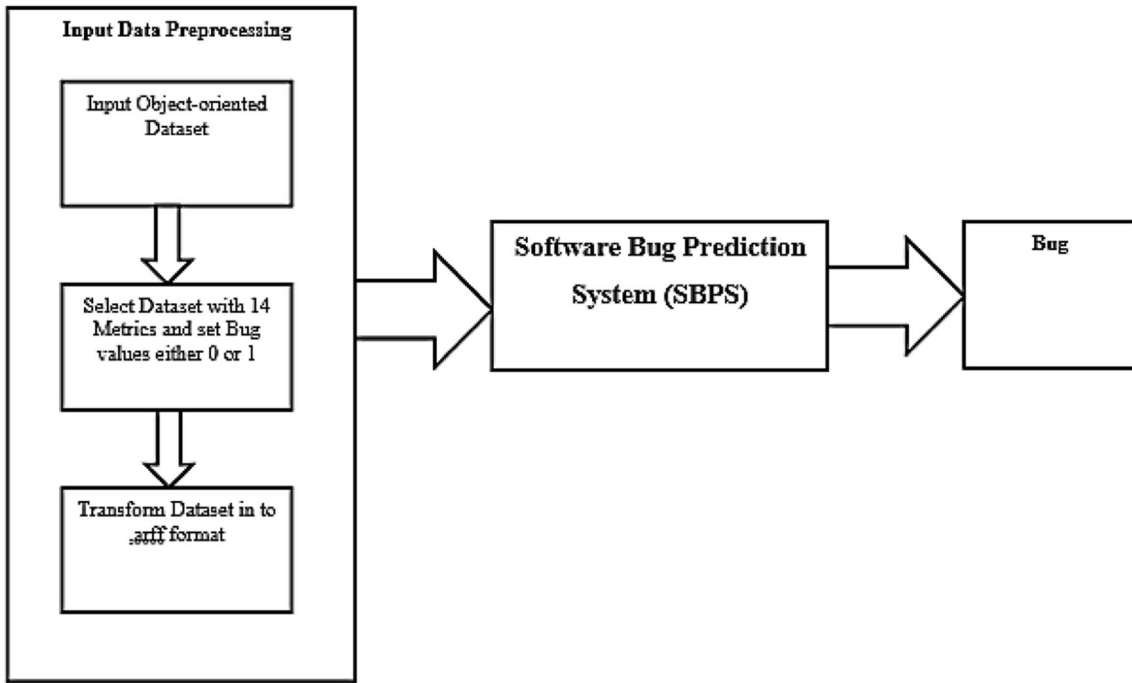 Input Data Preprocessing
Input Object-oriented
Dataset
Select Dataset with 14
Metrics and set Bug
values either 0 or 1
Transform Dataset in to
.arff format
Software Bug Prediction
System (SBPS)
Bug